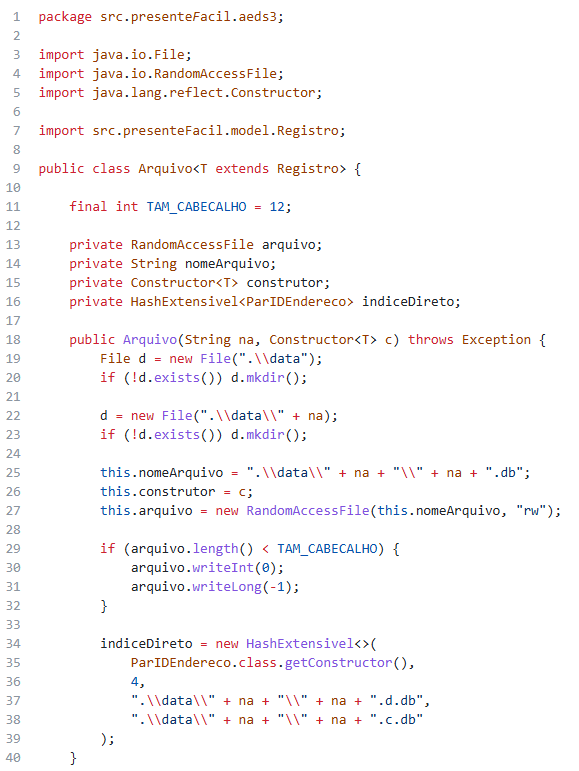 1 package src.presenteFacil.aeds3;
2
3 import java.io.File;
4 import java.io.RandomAccessFile;
5 import java.lang.reflect.Constructor;
6
7 import src.presenteFacil.model.Registro;
8
9 public class Arquivo<T extends Registro> {
10
11     final int TAM_CABECALHO = 12;
12
13     private RandomAccessFile arquivo;
14     private String nomeArquivo;
15     private Constructor<T> construtor;
16     private HashExtensivel<ParIDEndereco> indiceDireto;
17
18     public Arquivo(String na, Constructor<T> c) throws Exception {
19         File d = new File(".\\data");
20         if (!d.exists()) d.mkdir();
21
22         d = new File(".\\data\\" + na);
23         if (!d.exists()) d.mkdir();
24
25         this.nomeArquivo = ".\\data\\" + na + "\\" + na + ".db";
26         this.construtor = c;
27         this.arquivo = new RandomAccessFile(this.nomeArquivo, "rw");
28
29         if (arquivo.length() < TAM_CABECALHO) {
30             arquivo.writeInt(0);
31             arquivo.writeLong(-1);
32         }
33
34         indiceDireto = new HashExtensivel<>(
35             ParIDEndereco.class.getConstructor(),
36             4,
37             ".\\data\\" + na + "\\" + na + ".d.db",
38             ".\\data\\" + na + "\\" + na + ".c.db"
39         );
40     }